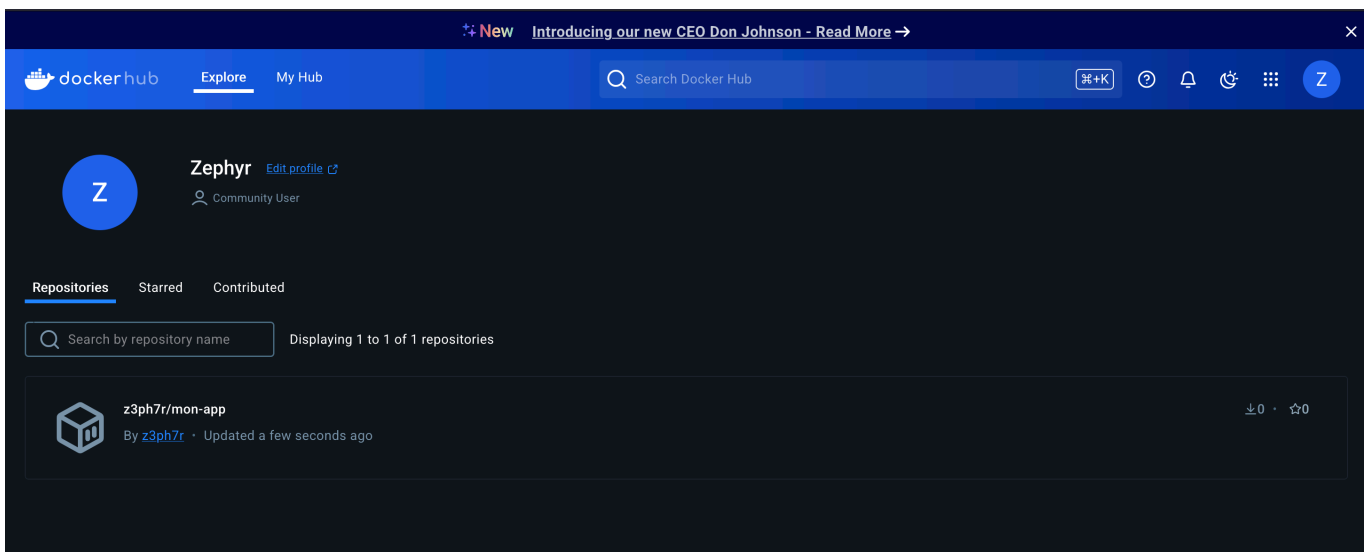 New Introducing our new CEO Don Johnson - Read More →
dockerhub Explore My Hub Search Docker Hub ⌘+K Z
Z
Zephyr Edit profile
Community User
Repositories Starred Contributed
Search by repository name Displaying 1 to 1 of 1 repositories
z3ph7r/mon-app 0 · 0
By z3ph7r · Updated a few seconds ago